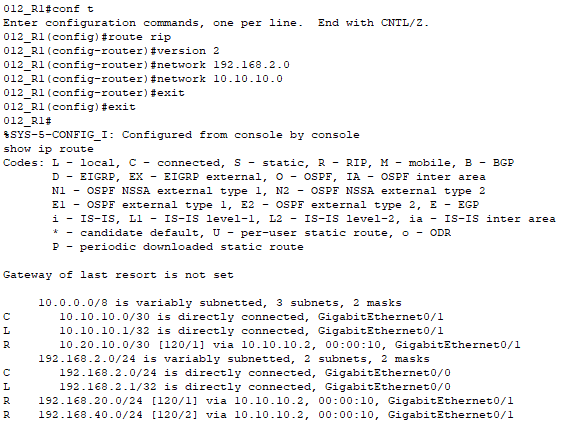 012_R1#conf t
Enter configuration commands, one per line.  End with CNTL/Z.
012_R1(config)#route rip
012_R1(config-router)#version 2
012_R1(config-router)#network 192.168.2.0
012_R1(config-router)#network 10.10.10.0
012_R1(config-router)#exit
012_R1(config)#exit
012_R1#
%SYS-5-CONFIG_I: Configured from console by console
show ip route
Codes: L - local, C - connected, S - static, R - RIP, M - mobile, B - BGP
       D - EIGRP, EX - EIGRP external, O - OSPF, IA - OSPF inter area
       N1 - OSPF NSSA external type 1, N2 - OSPF NSSA external type 2
       E1 - OSPF external type 1, E2 - OSPF external type 2, E - EGP
       i - IS-IS, L1 - IS-IS level-1, L2 - IS-IS level-2, ia - IS-IS inter area
       * - candidate default, U - per-user static route, o - ODR
       P - periodic downloaded static route

Gateway of last resort is not set

     10.0.0.0/8 is variably subnetted, 3 subnets, 2 masks
C       10.10.10.0/30 is directly connected, GigabitEthernet0/1
L       10.10.10.1/32 is directly connected, GigabitEthernet0/1
R       10.20.10.0/30 [120/1] via 10.10.10.2, 00:00:10, GigabitEthernet0/1
     192.168.2.0/24 is variably subnetted, 2 subnets, 2 masks
C       192.168.2.0/24 is directly connected, GigabitEthernet0/0
L       192.168.2.1/32 is directly connected, GigabitEthernet0/0
R    192.168.20.0/24 [120/1] via 10.10.10.2, 00:00:10, GigabitEthernet0/1
R    192.168.40.0/24 [120/2] via 10.10.10.2, 00:00:10, GigabitEthernet0/1